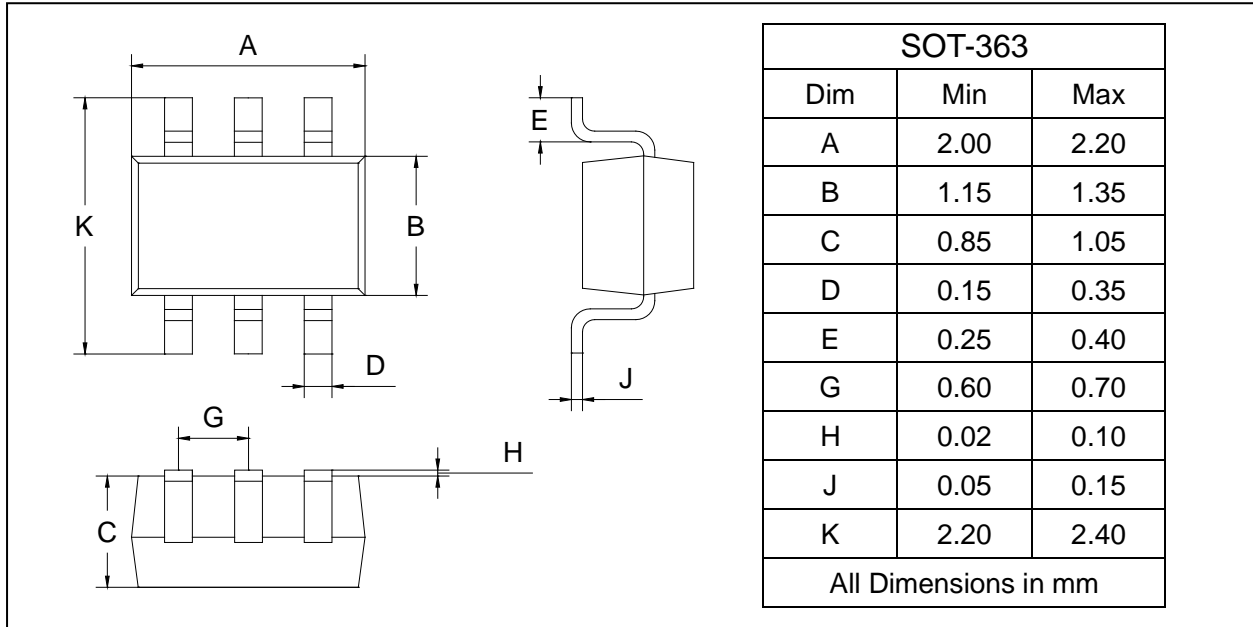 A
E
K
B
D
J
G
H
C
SOT-363
Dim Min Max
A 2.00 2.20
B 1.15 1.35
C 0.85 1.05
D 0.15 0.35
E 0.25 0.40
G 0.60 0.70
H 0.02 0.10
J 0.05 0.15
K 2.20 2.40
All Dimensions in mm